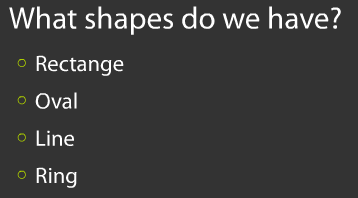 What shapes do we have?
Rectange
Oval
Line
Ring